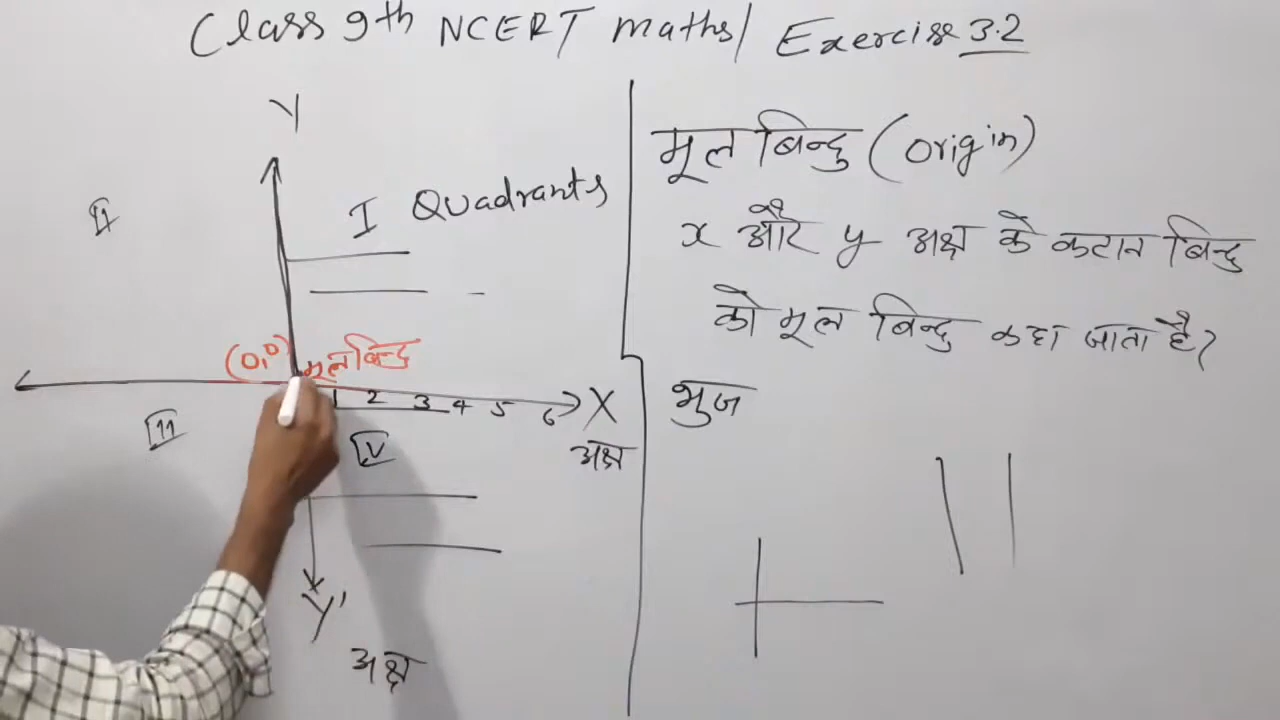 Class 9th NCERT maths/ Exercise 3.2
Y
II
I Quadrants
(0,0) मूल बिन्दु
1 2 3 4 5 6 X
अक्ष
III
IV
Y'
अक्ष
मूल बिन्दु (origin)
x और y अक्ष के कटान बिन्दु
को मूल बिन्दु कहा जाता है?
भुज